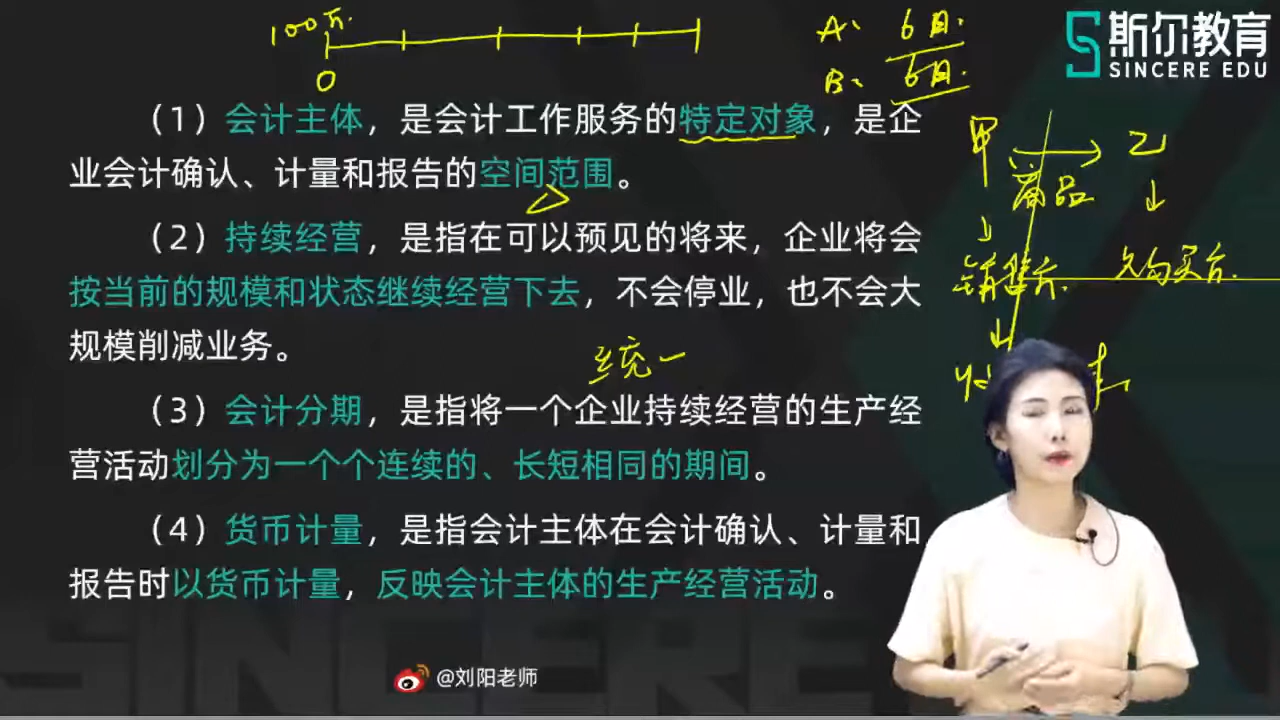 100万.
0
A、 6月.
B、 6月.
斯尔教育
SINCERE EDU
（1）会计主体，是会计工作服务的特定对象，是企
业会计确认、计量和报告的空间范围。
（2）持续经营，是指在可以预见的将来，企业将会
按当前的规模和状态继续经营下去，不会停业，也不会大
规模削减业务。
统一
（3）会计分期，是指将一个企业持续经营的生产经
营活动划分为一个个连续的、长短相同的期间。
（4）货币计量，是指会计主体在会计确认、计量和
报告时以货币计量，反映会计主体的生产经营活动。
甲 乙
商品
销售方. 购买方.
SINCERE
@刘阳老师